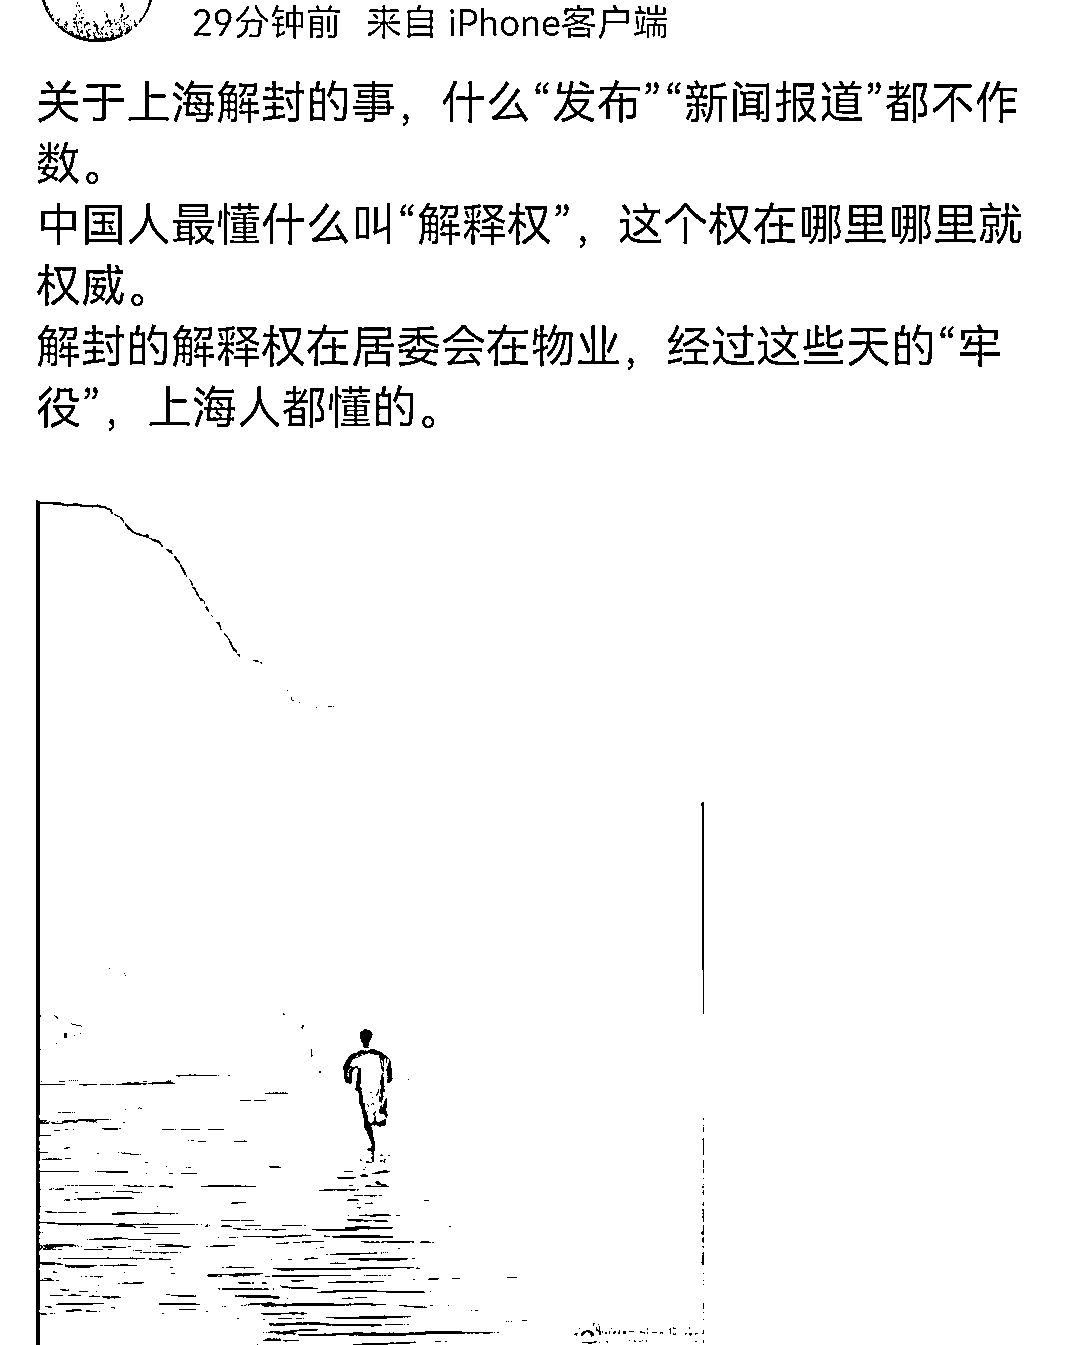 29分钟前 来自 iPhone客户端
关于上海解封的事，什么“发布”“新闻报道”都不作
数。
中国人最懂什么叫“解释权”，这个权在哪里哪里就
权威。
解封的解释权在居委会在物业，经过这些天的“牢
役”，上海人都懂的。